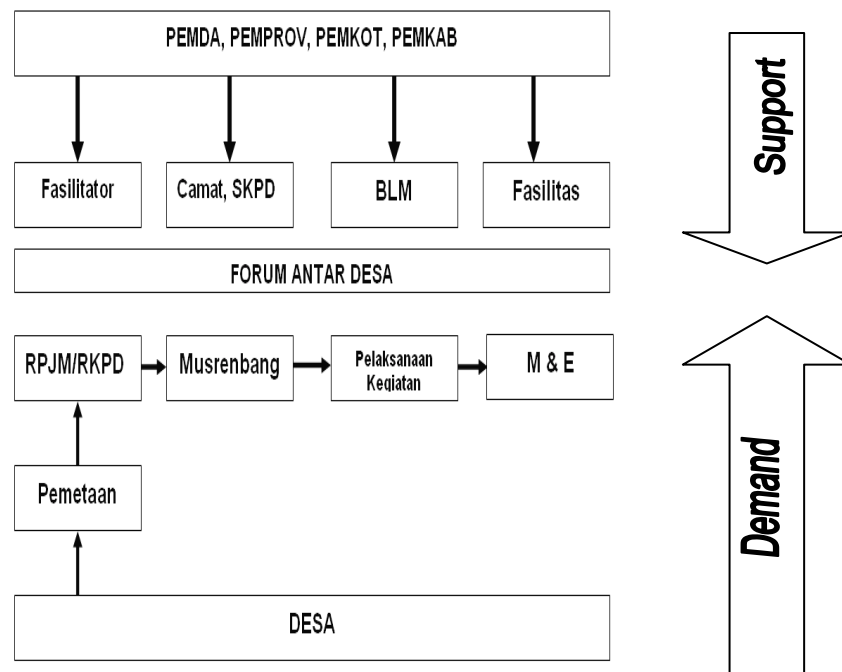 PEMDA, PEMPROV, PEMKOT, PEMKAB
Support
Fasilitator
Camat, SKPD
BLM
Fasilitas
FORUM ANTAR DESA
RPJM/RKPD
Musrenbang
Pelaksanaan
Kegiatan
M & E
Demand
Pemetaan
DESA